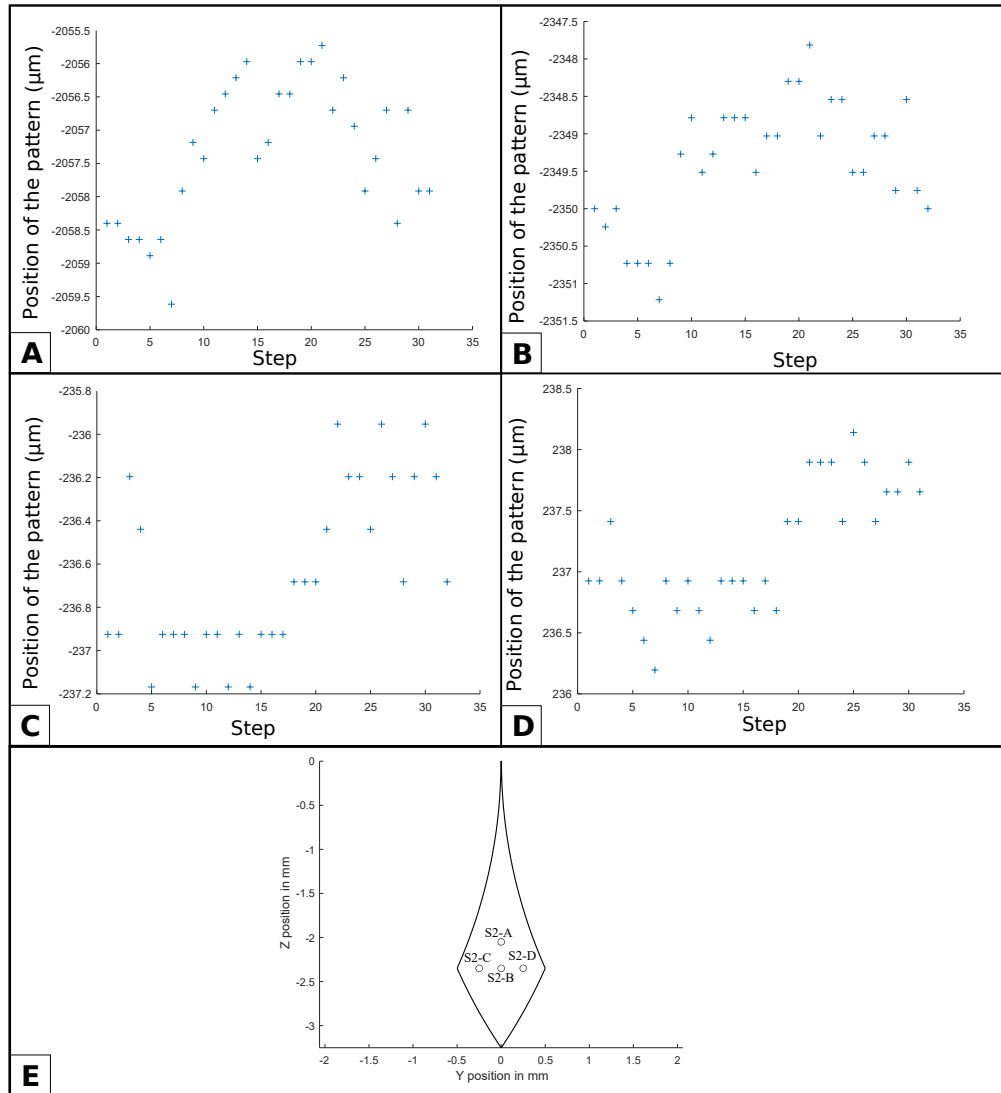 Position of the pattern (µm)
-2055.5
-2056
-2056.5
-2057
-2057.5
-2058
-2058.5
-2059
-2059.5
-2060
0 5 10 15 20 25 30 35
Step
A
Position of the pattern (µm)
-2347.5
-2348
-2348.5
-2349
-2349.5
-2350
-2350.5
-2351
-2351.5
0 5 10 15 20 25 30 35
Step
B
Position of the pattern (µm)
-235.8
-236
-236.2
-236.4
-236.6
-236.8
-237
-237.2
0 5 10 15 20 25 30 35
Step
C
Position of the pattern (µm)
238.5
238
237.5
237
236.5
236
0 5 10 15 20 25 30 35
Step
D
Z position in mm
0
-0.5
-1
-1.5
-2
-2.5
-3
S2-A
S2-C S2-D
S2-B
-2 -1.5 -1 -0.5 0 0.5 1 1.5 2
Y position in mm
E